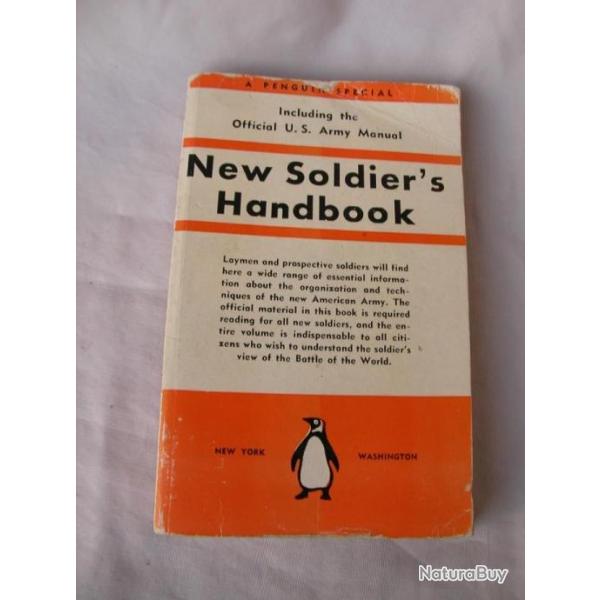 A PENGUIN SPECIAL
Including the
Official U.S. Army Manual
New Soldier's
Handbook
Laymen and prospective soldiers will find
here a wide range of essential informa-
tion about the organization and tech-
niques of the new American Army. The
official material in this book is required
reading for all new soldiers, and the en-
tire volume is indispensable to all citi-
zens who wish to understand the soldier's
view of the Battle of the World.
NEW YORK WASHINGTON
NaturaBuy